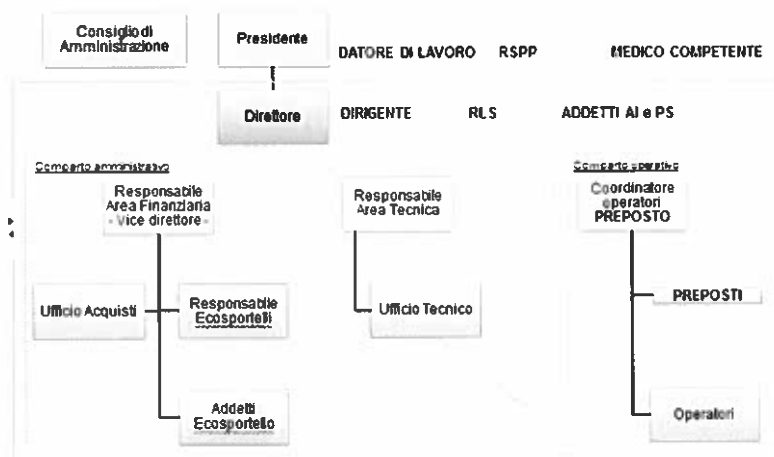 Consiglio di
Amministrazione
Presidente
DATORE DI LAVORO RSPP MEDICO COMPETENTE
Direttore
DIRIGENTE RLS ADDETTI AI e PS
Comparto amministrativo
Comparto operativo
Responsabile
Area Finanziaria
- Vice direttore -
Responsabile
Area Tecnica
Coordinatore
operatori
PREPOSTO
Ufficio Acquisti
Responsabile
Ecosportelli
Ufficio Tecnico
PREPOSTI
Addetti
Ecosportello
Operatori